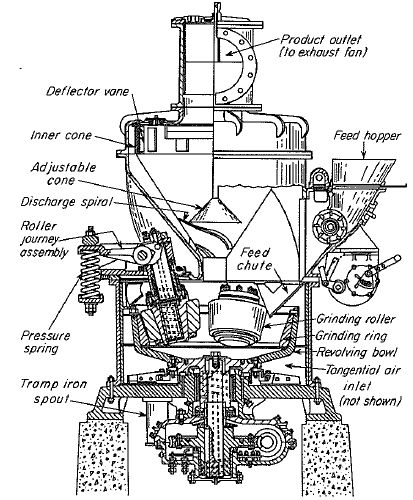 Product outlet
(to exhaust fan)
Deflector vane
Inner cone
Feed hopper
Adjustable
cone
Discharge spiral
Roller
journey
assembly
Feed
chute
Pressure
spring
Grinding roller
Grinding ring
Revolving bowl
Tangential air
inlet
(not shown)
Tramp iron
spout